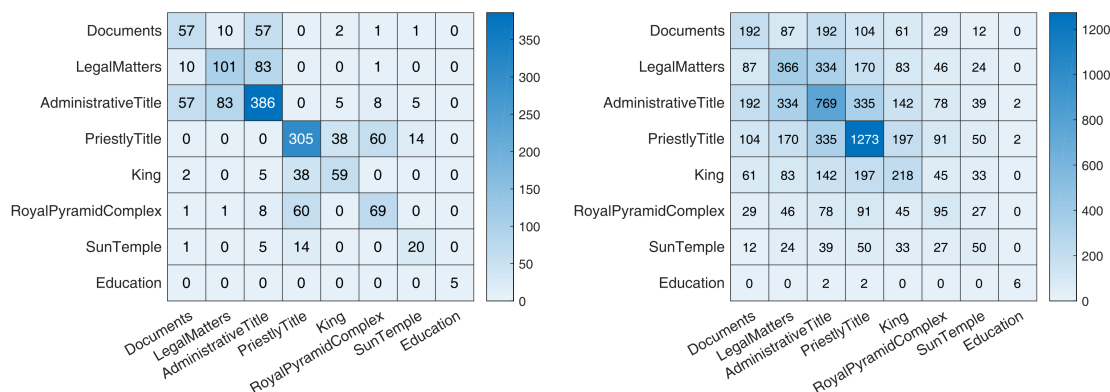 Documents 57 10 57 0 2 1 1 0
LegalMatters 10 101 83 0 0 1 0 0
AdministrativeTitle 57 83 386 0 5 8 5 0
PriestlyTitle 0 0 0 305 38 60 14 0
King 2 0 5 38 59 0 0 0
RoyalPyramidComplex 1 1 8 60 0 69 0 0
SunTemple 1 0 5 14 0 0 20 0
Education 0 0 0 0 0 0 0 5
Documents
LegalMatters
AdministrativeTitle
PriestlyTitle
King
RoyalPyramidComplex
SunTemple
Education
350
300
250
200
150
100
50
0
Documents 192 87 192 104 61 29 12 0
LegalMatters 87 366 334 170 83 46 24 0
AdministrativeTitle 192 334 769 335 142 78 39 2
PriestlyTitle 104 170 335 1273 197 91 50 2
King 61 83 142 197 218 45 33 0
RoyalPyramidComplex 29 46 78 91 45 95 27 0
SunTemple 12 24 39 50 33 27 50 0
Education 0 0 2 2 0 0 0 6
Documents
LegalMatters
AdministrativeTitle
PriestlyTitle
King
RoyalPyramidComplex
SunTemple
Education
1200
1000
800
600
400
200
0